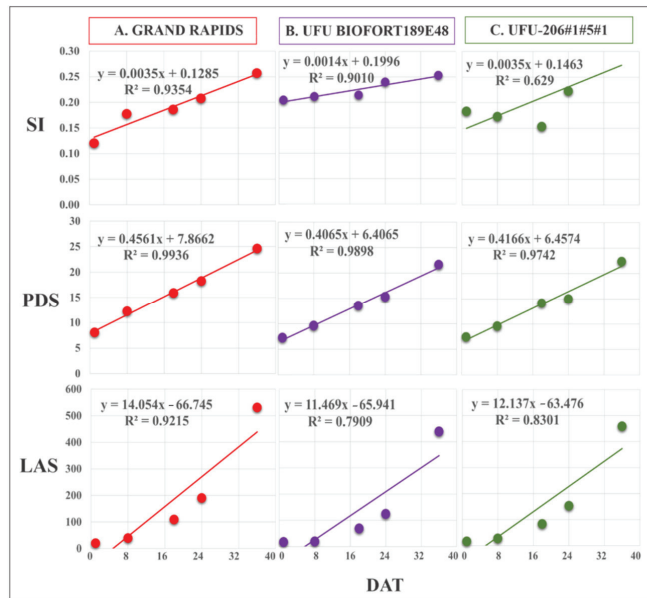 A. GRAND RAPIDS
B. UFU BIOFORT189E48
C. UFU-206#1#5#1
SI
0.30
0.25
0.20
0.15
0.10
0.05
0.00
y = 0.0035x + 0.1285
R² = 0.9354
y = 0.0014x + 0.1996
R² = 0.9010
y = 0.0035x + 0.1463
R² = 0.629
PDS
30
25
20
15
10
5
0
y = 0.4561x + 7.8662
R² = 0.9936
y = 0.4065x + 6.4065
R² = 0.9898
y = 0.4166x + 6.4574
R² = 0.9742
LAS
600
500
400
300
200
100
0
y = 14.054x – 66.745
R² = 0.9215
y = 11.469x – 65.941
R² = 0.7909
y = 12.137x – 63.476
R² = 0.8301
0 8 16 24 32 40
0 8 16 24 32 40
0 8 16 24 32 40
DAT